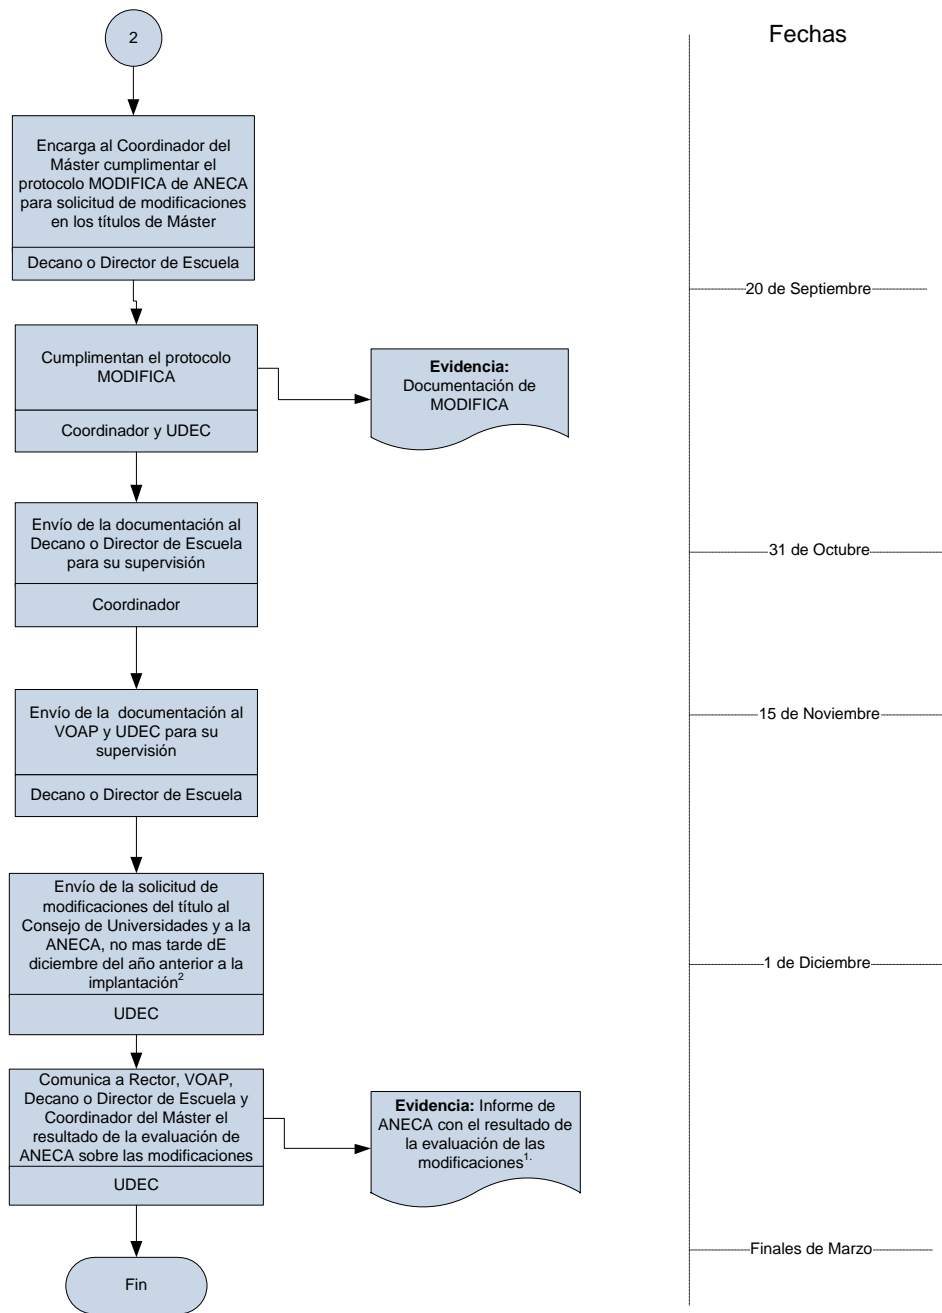 2
Fechas
Encarga al Coordinador del
Máster cumplimentar el
protocolo MODIFICA de ANECA
para solicitud de modificaciones
en los títulos de Máster
Decano o Director de Escuela
20 de Septiembre
Cumplimentan el protocolo
MODIFICA
Coordinador y UDEC
Evidencia:
Documentación de
MODIFICA
Envío de la documentación al
Decano o Director de Escuela
para su supervisión
Coordinador
31 de Octubre
Envío de la documentación al
VOAP y UDEC para su
supervisión
Decano o Director de Escuela
15 de Noviembre
Envío de la solicitud de
modificaciones del título al
Consejo de Universidades y a la
ANECA, no mas tarde dE
diciembre del año anterior a la
implantación²
UDEC
1 de Diciembre
Comunica a Rector, VOAP,
Decano o Director de Escuela y
Coordinador del Máster el
resultado de la evaluación de
ANECA sobre las modificaciones
UDEC
Evidencia: Informe de
ANECA con el resultado de
la evaluación de las
modificaciones¹·
Finales de Marzo
Fin